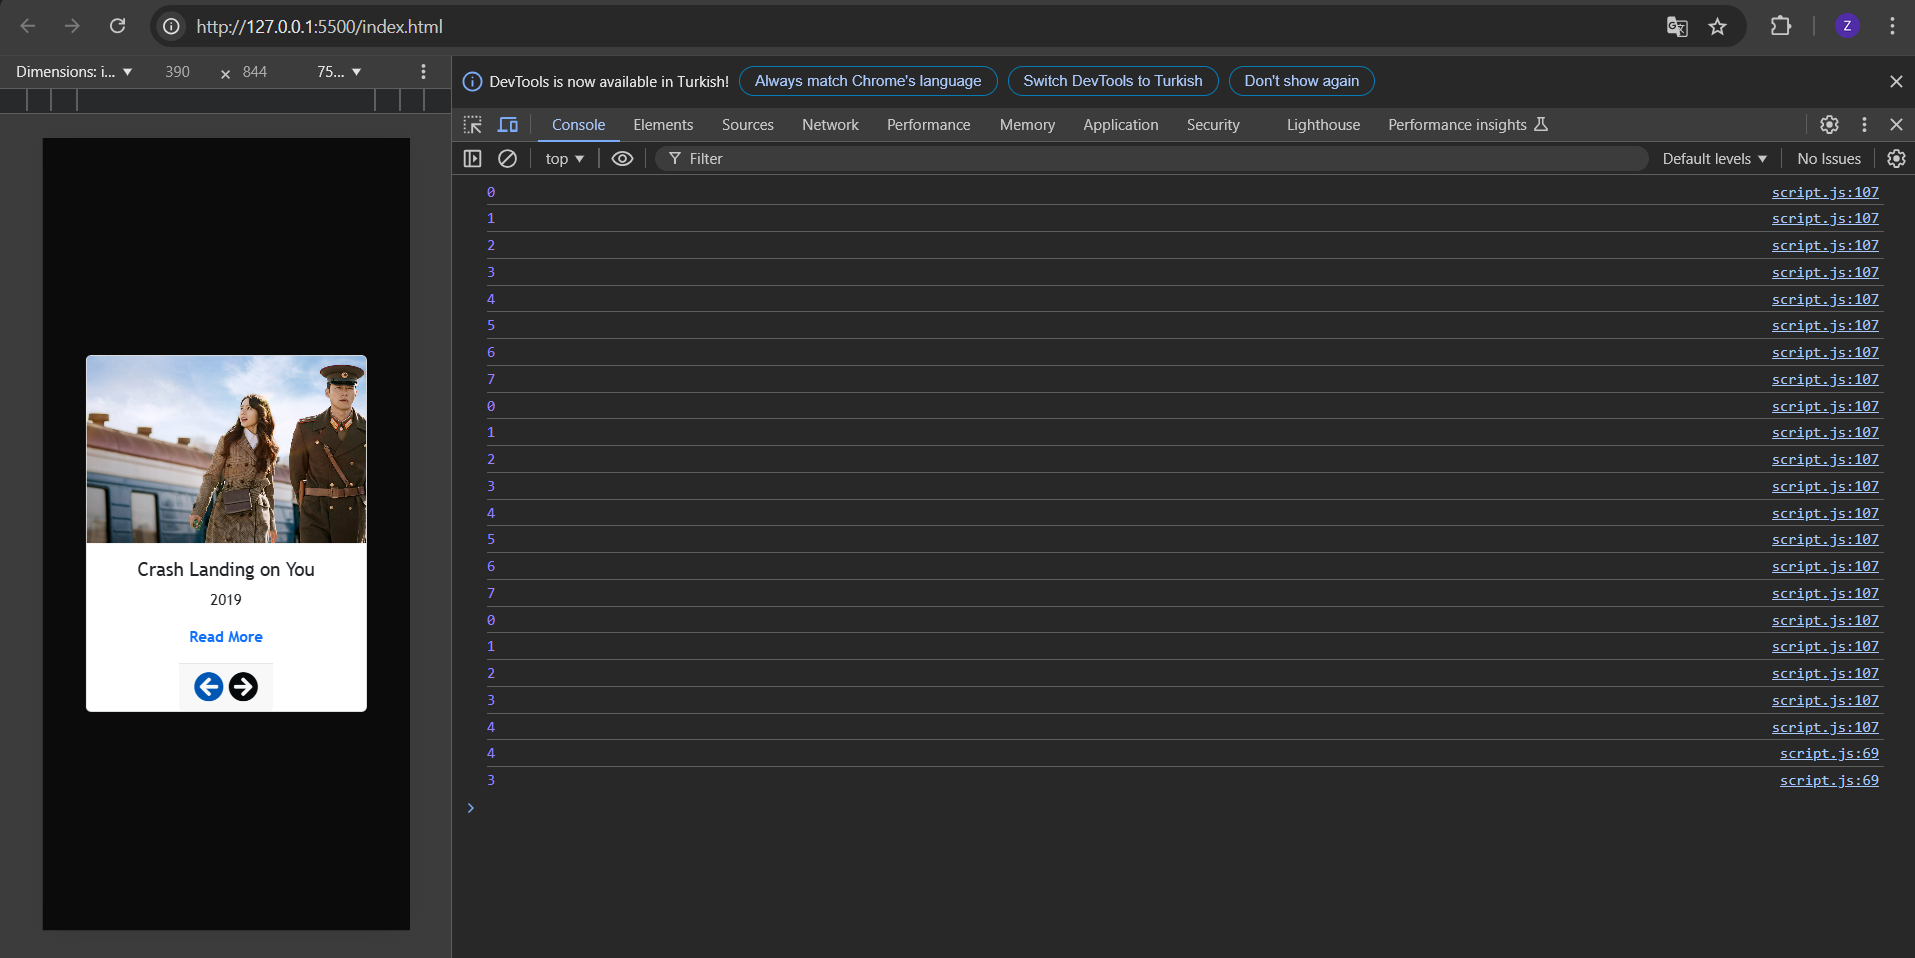 http://127.0.0.1:5500/index.html
Z
Dimensions: i... ▼ 390 × 844 75... ▼
DevTools is now available in Turkish! Always match Chrome's language Switch DevTools to Turkish Don't show again
Console Elements Sources Network Performance Memory Application Security Lighthouse Performance insights
top ▼ Filter Default levels ▼ No Issues
0 script.js:107
1 script.js:107
2 script.js:107
3 script.js:107
4 script.js:107
5 script.js:107
6 script.js:107
7 script.js:107
0 script.js:107
1 script.js:107
2 script.js:107
3 script.js:107
4 script.js:107
5 script.js:107
6 script.js:107
7 script.js:107
0 script.js:107
1 script.js:107
2 script.js:107
3 script.js:107
4 script.js:107
4 script.js:69
3 script.js:69
Crash Landing on You
2019
Read More